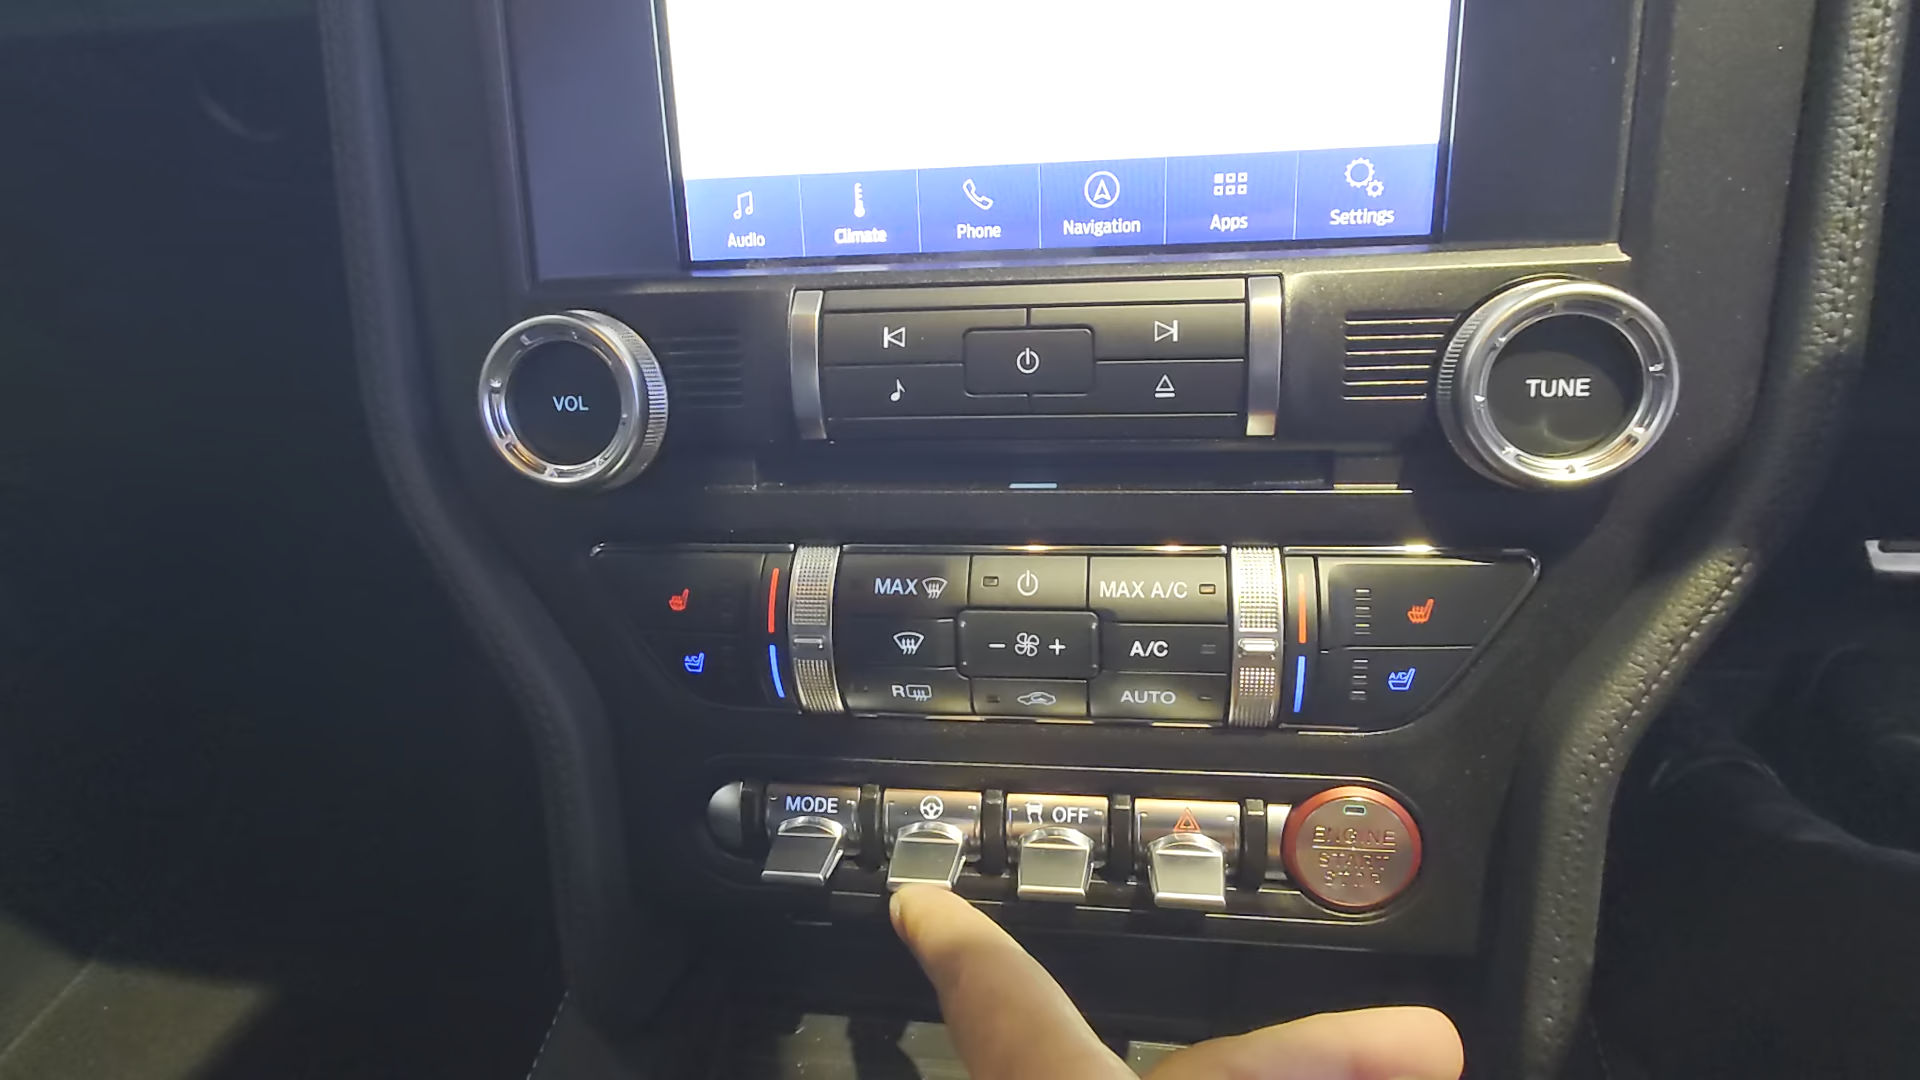 Audio
Climate
Phone
Navigation
Apps
Settings
VOL
TUNE
MAX
MAX A/C
A/C
R
AUTO
A/C
A/C
MODE
OFF
ENGINE
START
STOP